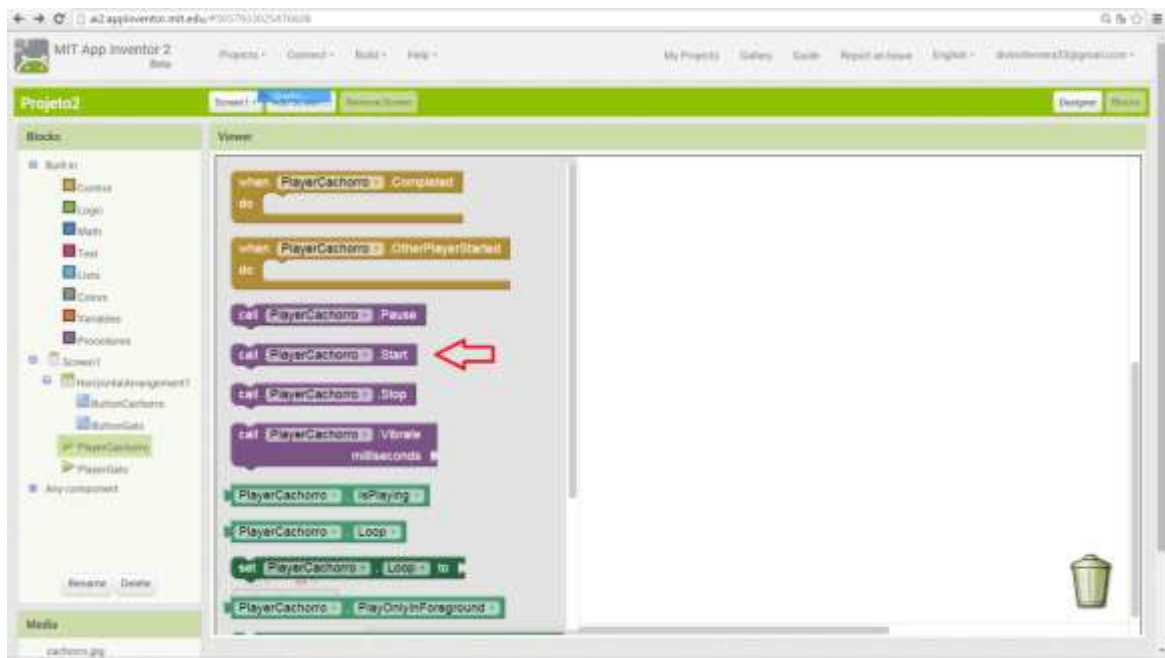 MIT App Inventor 2
Beta
Projects Connect Build Help
My Projects Gallery Guide Report an Issue English
Projeto2
Screen1
Remove Screen
Designer Blocks
Blocks
Viewer
Built-in
Control
Logic
Math
Text
Lists
Colors
Variables
Procedures
Screen1
HorizontalArrangement1
ButtonCachorro
ButtonGato
PlayerCachorro
PlayerGato
Any component
Rename Delete
Media
cachorro.jpg
when PlayerCachorro .Completed
do
when PlayerCachorro .OtherPlayerStarted
do
call PlayerCachorro .Pause
call PlayerCachorro .Start
call PlayerCachorro .Stop
call PlayerCachorro .Vibrate
milliseconds
PlayerCachorro . IsPlaying
PlayerCachorro . Loop
set PlayerCachorro . Loop to
PlayerCachorro . PlayOnlyInForeground